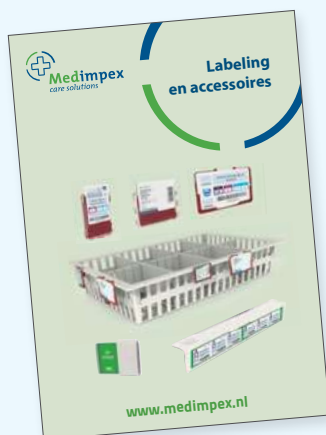 Medimpex
care solutions
Labeling
en accessoires
www.medimpex.nl